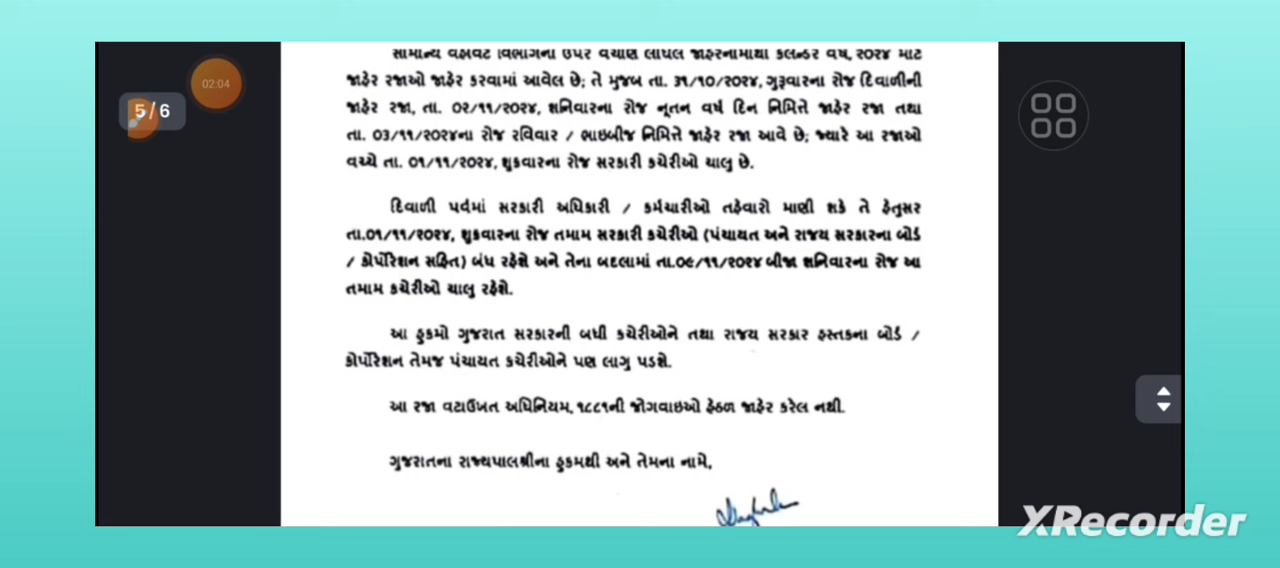 સામાન્ય વહીવટ વિભાગના ઉપર વંચાણે લીધેલ જાહેરનામાથી કેલેન્ડર વર્ષ, ૨૦૨૪ માટે
જાહેર રજાઓ જાહેર કરવામાં આવેલ છે; તે મુજબ તા. ૩૧/૧૦/૨૦૨૪, ગુરૂવારના રોજ દિવાળીની
જાહેર રજા, તા. ૦૨/૧૧/૨૦૨૪, શનિવારના રોજ નૂતન વર્ષ દિન નિમિત્તે જાહેર રજા તથા
તા. ૦૩/૧૧/૨૦૨૪ના રોજ રવિવાર / ભાઇબીજ નિમિત્તે જાહેર રજા આવે છે; જ્યારે આ રજાઓ
વચ્ચે તા. ૦૧/૧૧/૨૦૨૪, શુક્રવારના રોજ સરકારી કચેરીઓ ચાલુ છે.
દિવાળી પર્વમાં સરકારી અધિકારી / કર્મચારીઓ તહેવારો માણી શકે તે હેતુસર
તા.૦૧/૧૧/૨૦૨૪, શુક્રવારના રોજ તમામ સરકારી કચેરીઓ (પંચાયત અને રાજ્ય સરકારના બોર્ડ
/ કોર્પોરેશન સહિત) બંધ રહેશે અને તેના બદલામાં તા.૦૯/૧૧/૨૦૨૪ બીજા શનિવારના રોજ આ
તમામ કચેરીઓ ચાલુ રહેશે.
આ હુકમો ગુજરાત સરકારની બધી કચેરીઓને તથા રાજ્ય સરકાર હસ્તકના બોર્ડ /
કોર્પોરેશન તેમજ પંચાયત કચેરીઓને પણ લાગુ પડશે.
આ રજા વટાઉખત અધિનિયમ, ૧૮૮૧ની જોગવાઇઓ હેઠળ જાહેર કરેલ નથી.
ગુજરાતના રાજ્યપાલશ્રીના હુકમથી અને તેમના નામે,
02:04
5 / 6
XRecorder